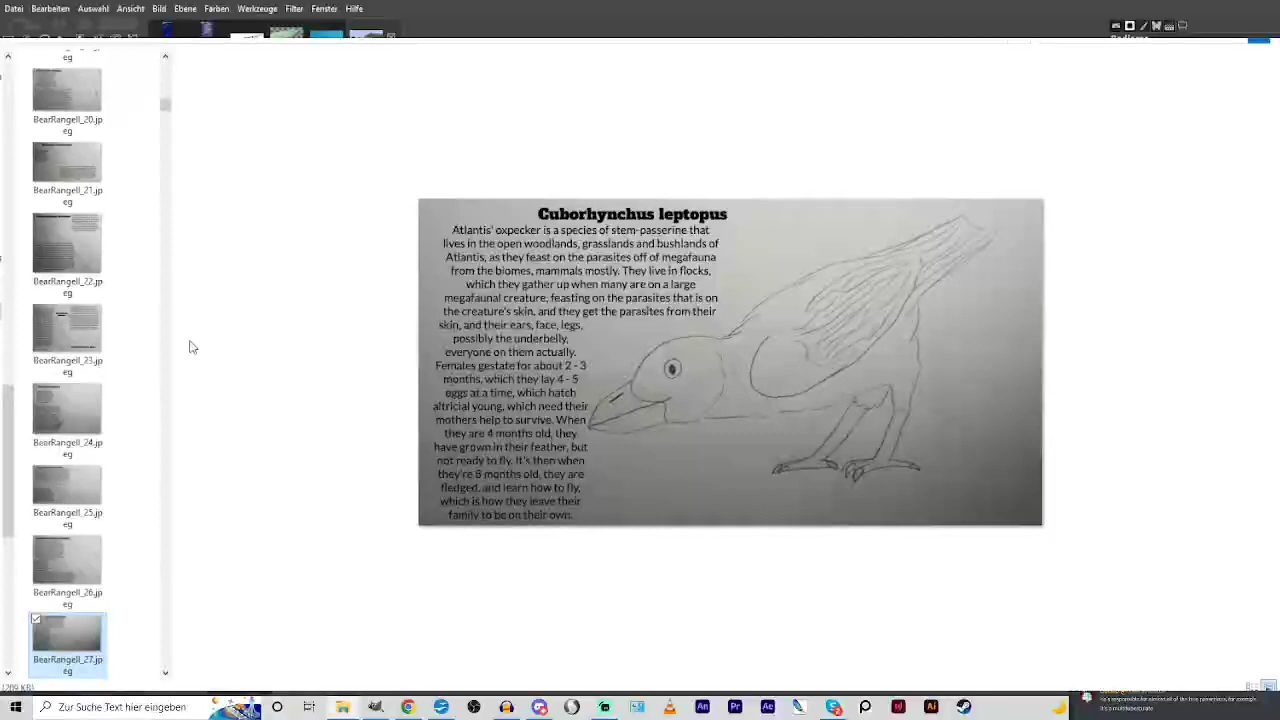 Datei Bearbeiten Auswahl Ansicht Bild Ebene Farben Werkzeuge Filter Fenster Hilfe
eg
BearRangell_20.jp
eg
BearRangell_21.jp
eg
BearRangell_22.jp
eg
BearRangell_23.jp
eg
BearRangell_24.jp
eg
BearRangell_25.jp
eg
BearRangell_26.jp
eg
BearRangell_27.jp
eg
Cuborhynchus leptopus
Atlantis' oxpecker is a species of stem-passerine that
lives in the open woodlands, grasslands and bushlands of
Atlantis, as they feast on the parasites off of megafauna
from the biomes, mammals mostly. They live in flocks,
which they gather up when many are on a large
megafaunal creature, feasting on the parasites that is on
the creature's skin, and they get the parasites from their
skin, and their ears, face, legs,
possibly the underbelly,
everyone on them actually.
Females gestate for about 2 - 3
months, which they lay 4 - 5
eggs at a time, which hatch
altricial young, which need their
mothers help to survive. When
they are 4 months old, they
have grown in their feather, but
not ready to fly. It's then when
they're 8 months old, they are
fledged, and learn how to fly,
which is how they leave their
family to be on their own.
Zur Suche Text hier eingeben
An
Pr
Ae
Id
Ai